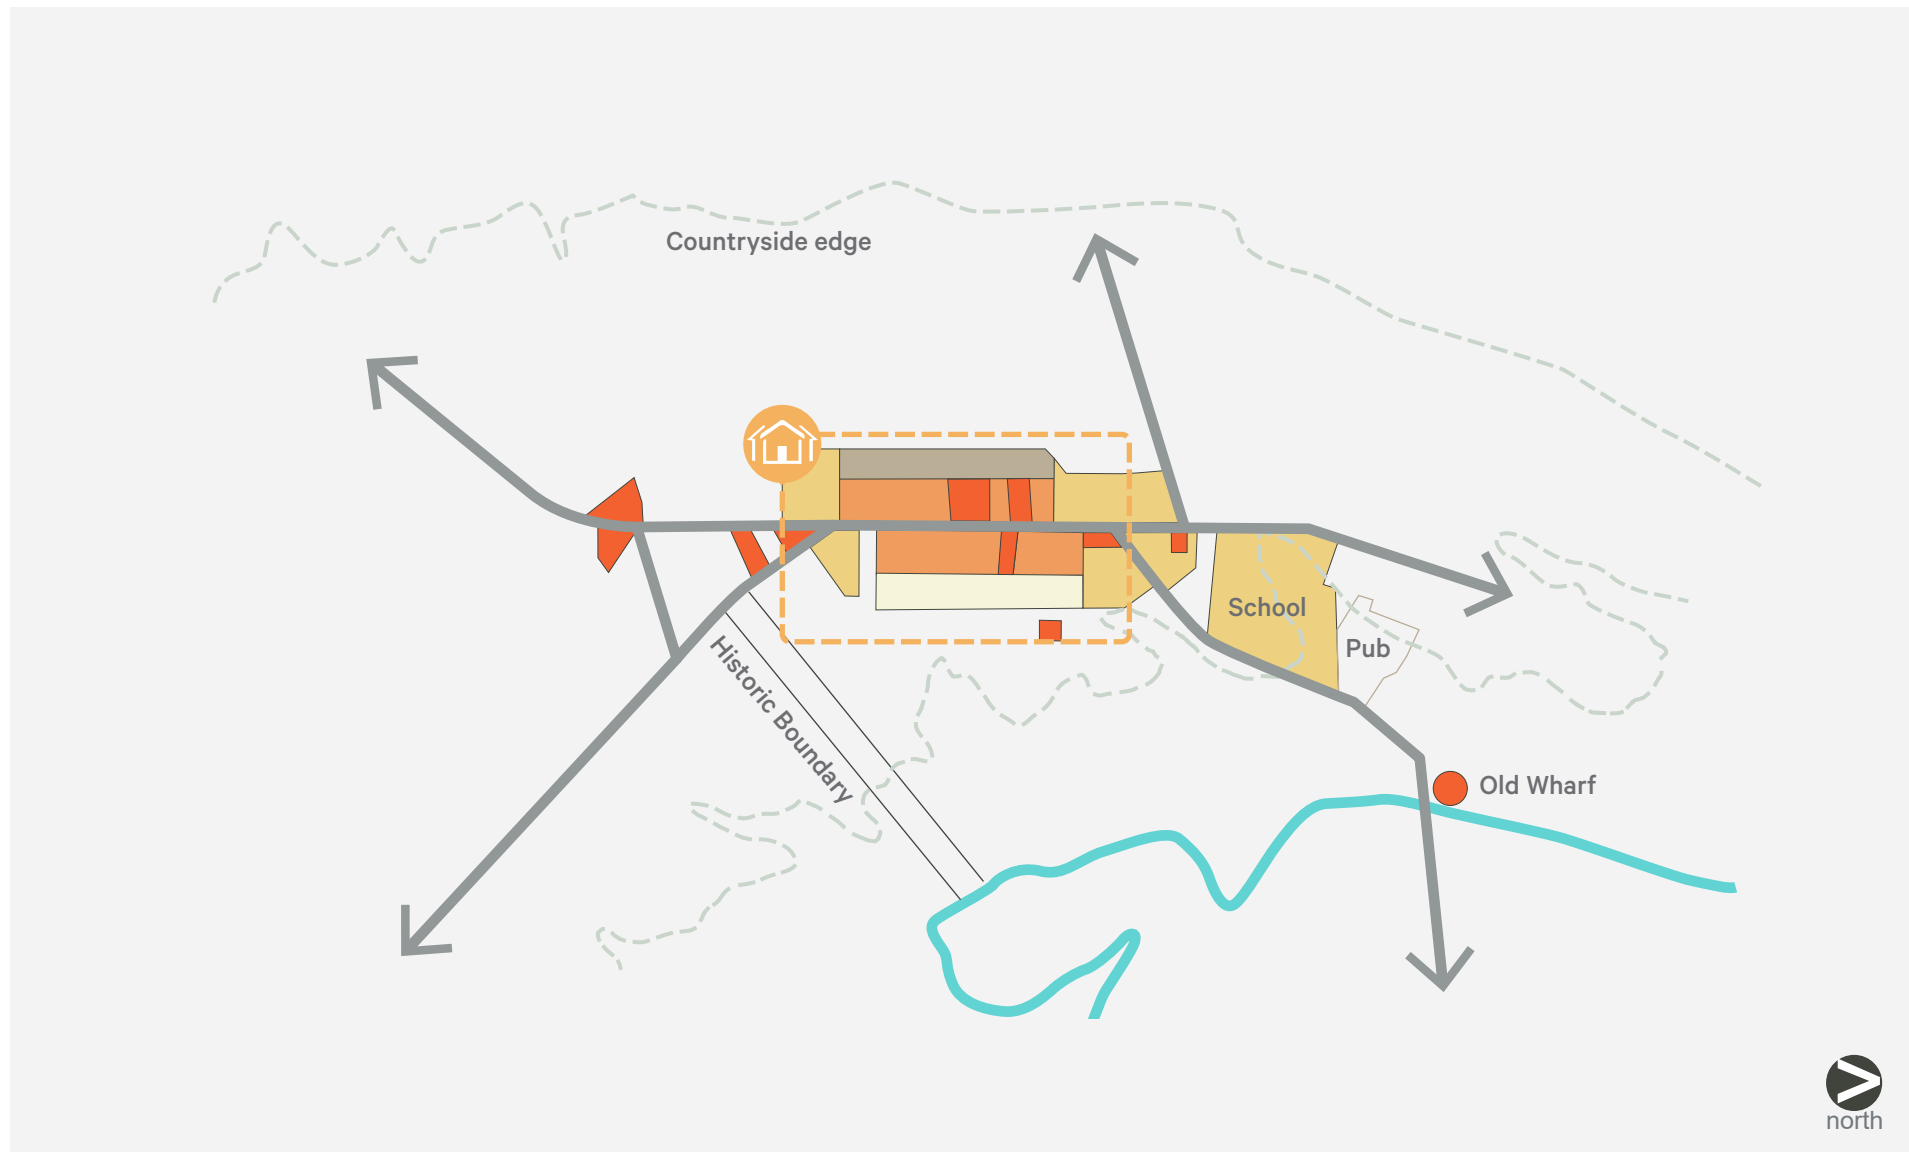 Countryside edge
School
Pub
Historic Boundary
Old Wharf
north